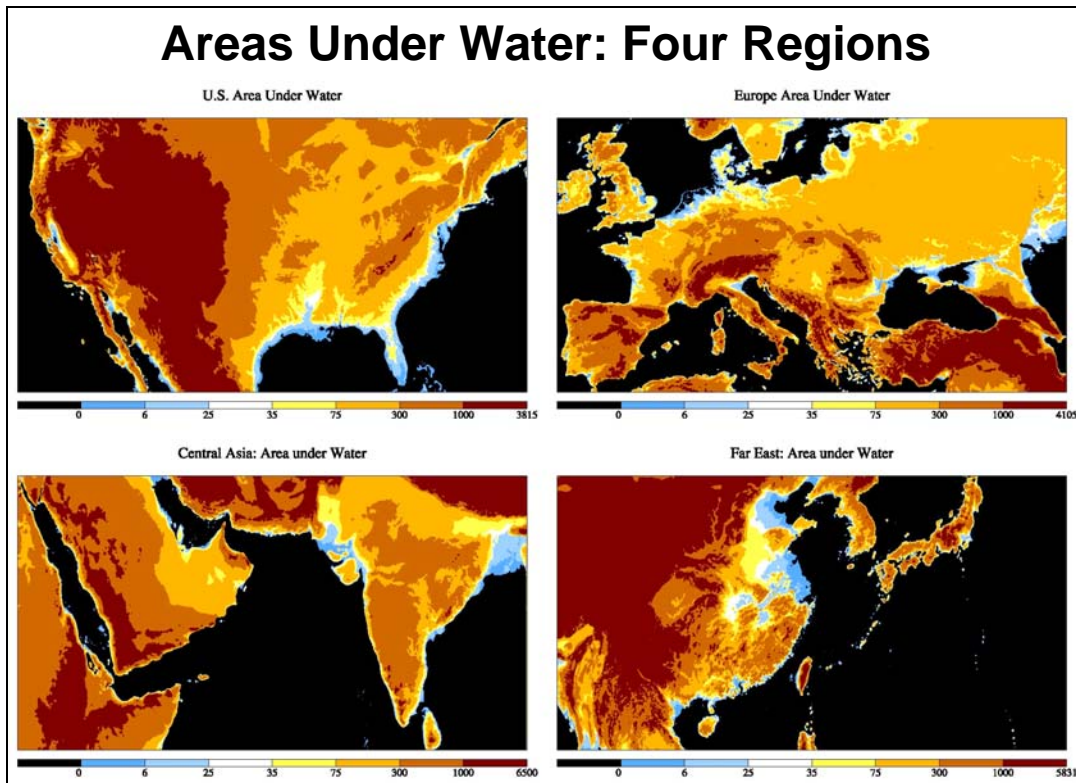 Areas Under Water: Four Regions
U.S. Area Under Water
Europe Area Under Water
0 6 25 35 75 300 1000 3815
0 6 25 35 75 300 1000 4105
Central Asia: Area under Water
Far East: Area under Water
0 6 25 35 75 300 1000 6500
0 6 25 35 75 300 1000 5831